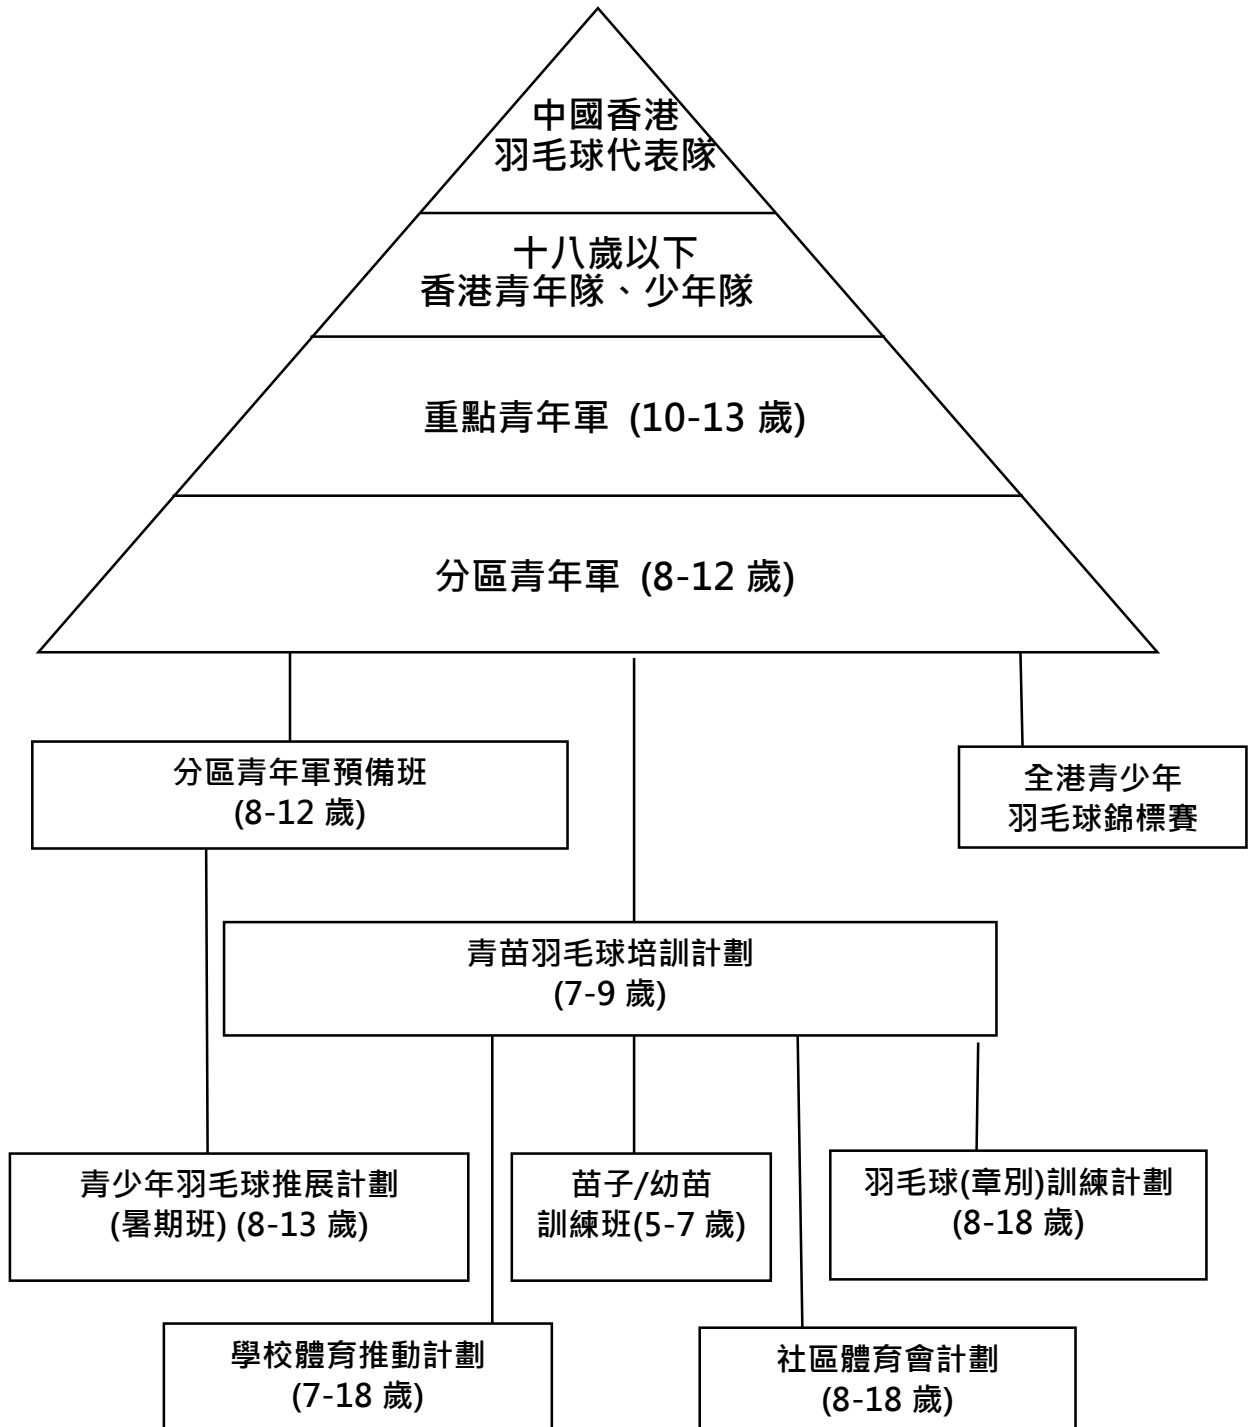 中國香港
羽毛球代表隊
十八歲以下
香港青年隊、少年隊
重點青年軍 (10-13 歲)
分區青年軍 (8-12 歲)
分區青年軍預備班
(8-12 歲)
全港青少年
羽毛球錦標賽
青苗羽毛球培訓計劃
(7-9 歲)
青少年羽毛球推展計劃
(暑期班) (8-13 歲)
苗子/幼苗
訓練班(5-7 歲)
羽毛球(章別)訓練計劃
(8-18 歲)
學校體育推動計劃
(7-18 歲)
社區體育會計劃
(8-18 歲)